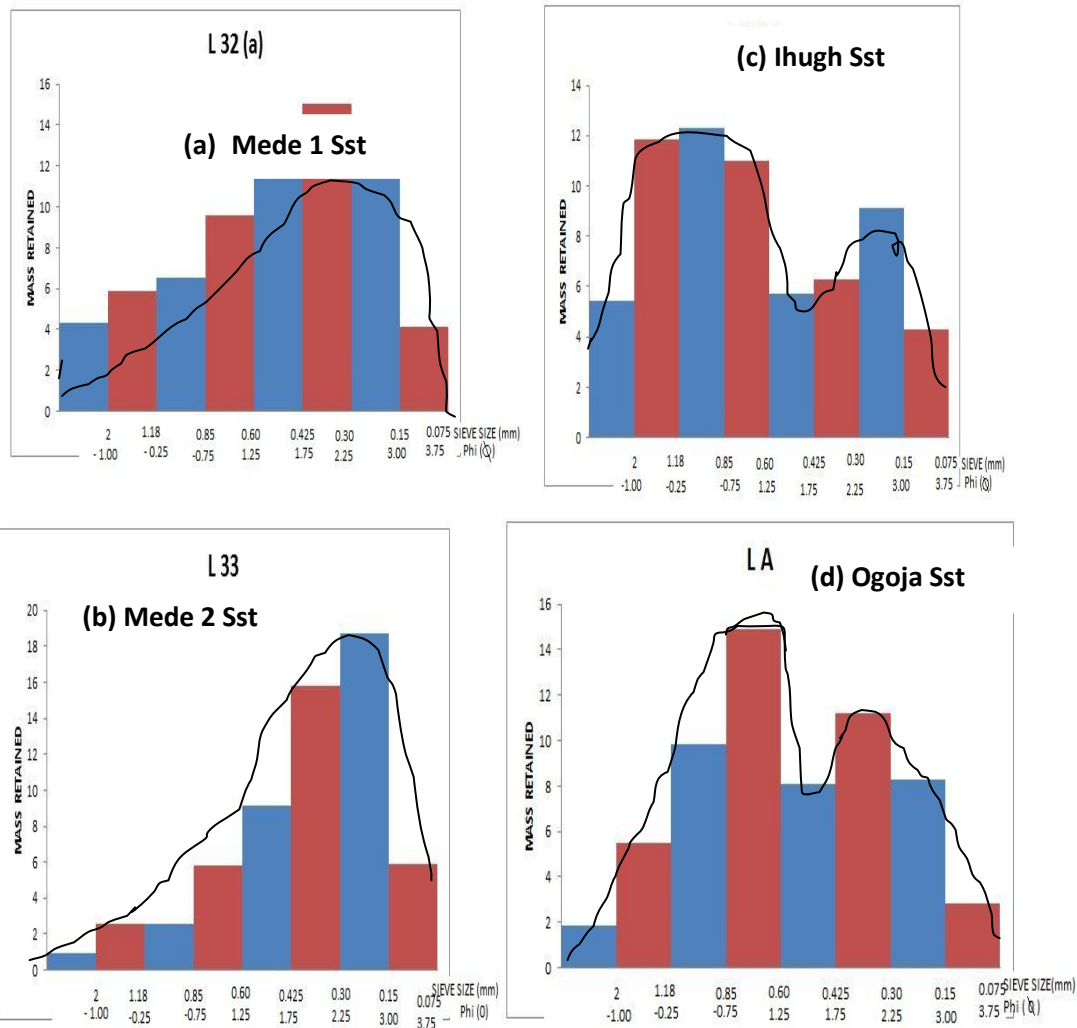 L 32 (a)
(a) Mede 1 Sst
MASS RETAINED
16
14
12
10
8
6
4
2
0
2 1.18 0.85 0.60 0.425 0.30 0.15 0.075 SIEVE SIZE (mm)
- 1.00 - 0.25 -0.75 1.25 1.75 2.25 3.00 3.75 Phi (Q)
(c) Ihugh Sst
MASS RETAINED
14
12
10
8
6
4
2
0
2 1.18 0.85 0.60 0.425 0.30 0.15 0.075 SIEVE (mm)
-1.00 -0.25 -0.75 1.25 1.75 2.25 3.00 3.75 Phi (Q)
L 33
(b) Mede 2 Sst
MASS RETAINED
20
18
16
14
12
10
8
6
4
2
0
2 1.18 0.85 0.60 0.425 0.30 0.15 0.075 SIEVE SIZE (mm)
- 1.00 -0.25 -0.75 1.25 1.75 2.25 3.00 3.75 Phi (0)
L A
(d) Ogoja Sst
MASS RETAINED
16
14
12
10
8
6
4
2
0
2 1.18 0.85 0.60 0.425 0.30 0.15 0.075 SIEVE SIZE(mm)
- 1.00 -0.25 -0.75 1.25 1.75 2.25 3.00 3.75 Phi (Q)